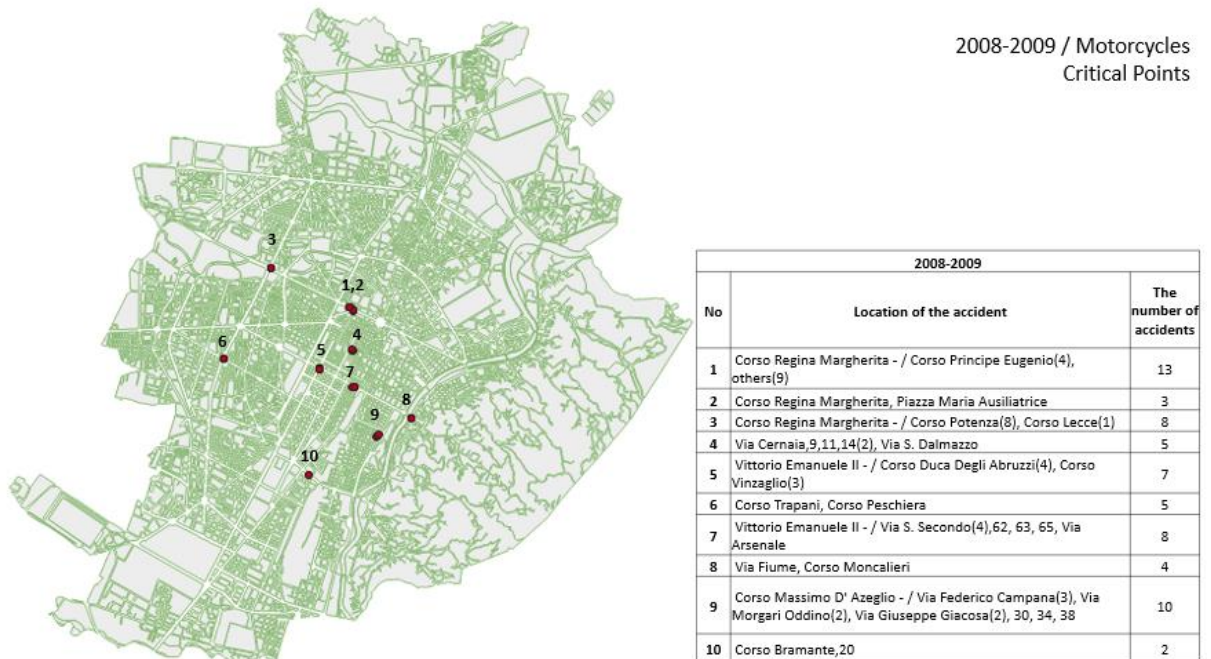 2008-2009 / Motorcycles
Critical Points
3
1,2
4
6
5
7
8
9
10
2008-2009
No
Location of the accident
The
number of
accidents
1
Corso Regina Margherita - / Corso Principe Eugenio(4),
others(9)
13
2
Corso Regina Margherita, Piazza Maria Ausiliatrice
3
3
Corso Regina Margherita - / Corso Potenza(8), Corso Lecce(1)
8
4
Via Cernaia,9,11,14(2), Via S. Dalmazzo
5
5
Vittorio Emanuele II - / Corso Duca Degli Abruzzi(4), Corso
Vinzaglio(3)
7
6
Corso Trapani, Corso Peschiera
5
7
Vittorio Emanuele II - / Via S. Secondo(4),62, 63, 65, Via
Arsenale
8
8
Via Fiume, Corso Moncalieri
4
9
Corso Massimo D' Azeglio - / Via Federico Campana(3), Via
Morgari Oddino(2), Via Giuseppe Giacosa(2), 30, 34, 38
10
10
Corso Bramante,20
2